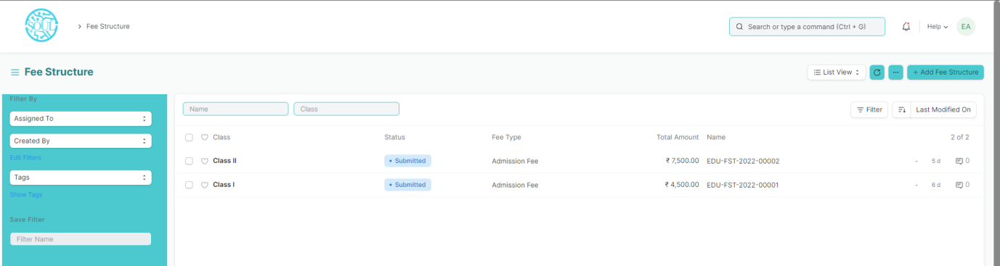 SOUL
Fee Structure
Search or type a command (Ctrl + G)
Help
EA
Fee Structure
List View
...
+ Add Fee Structure
Filter By
Assigned To
Created By
Edit Filters
Tags
Show Tags
Save Filter
Filter Name
Name Class
Filter Last Modified On
Class Status Fee Type Total Amount Name 2 of 2
Class II • Submitted Admission Fee ₹ 7,500.00 EDU-FST-2022-00002 - 5 d 0
Class I • Submitted Admission Fee ₹ 4,500.00 EDU-FST-2022-00001 - 6 d 0